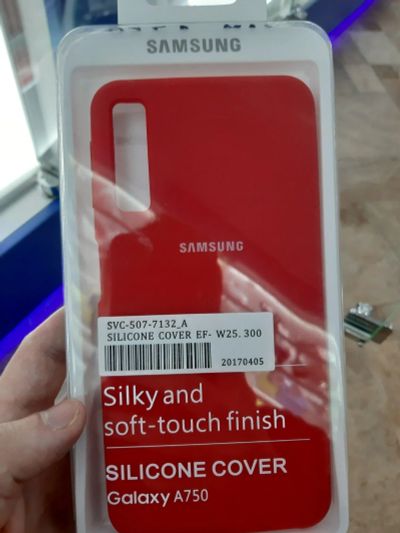 SAMSUNG
SAMSUNG
SVC-507-7132_A
SILICONE COVER EF- W25.300
20170405
Silky and
soft-touch finish
SILICONE COVER
Galaxy A750